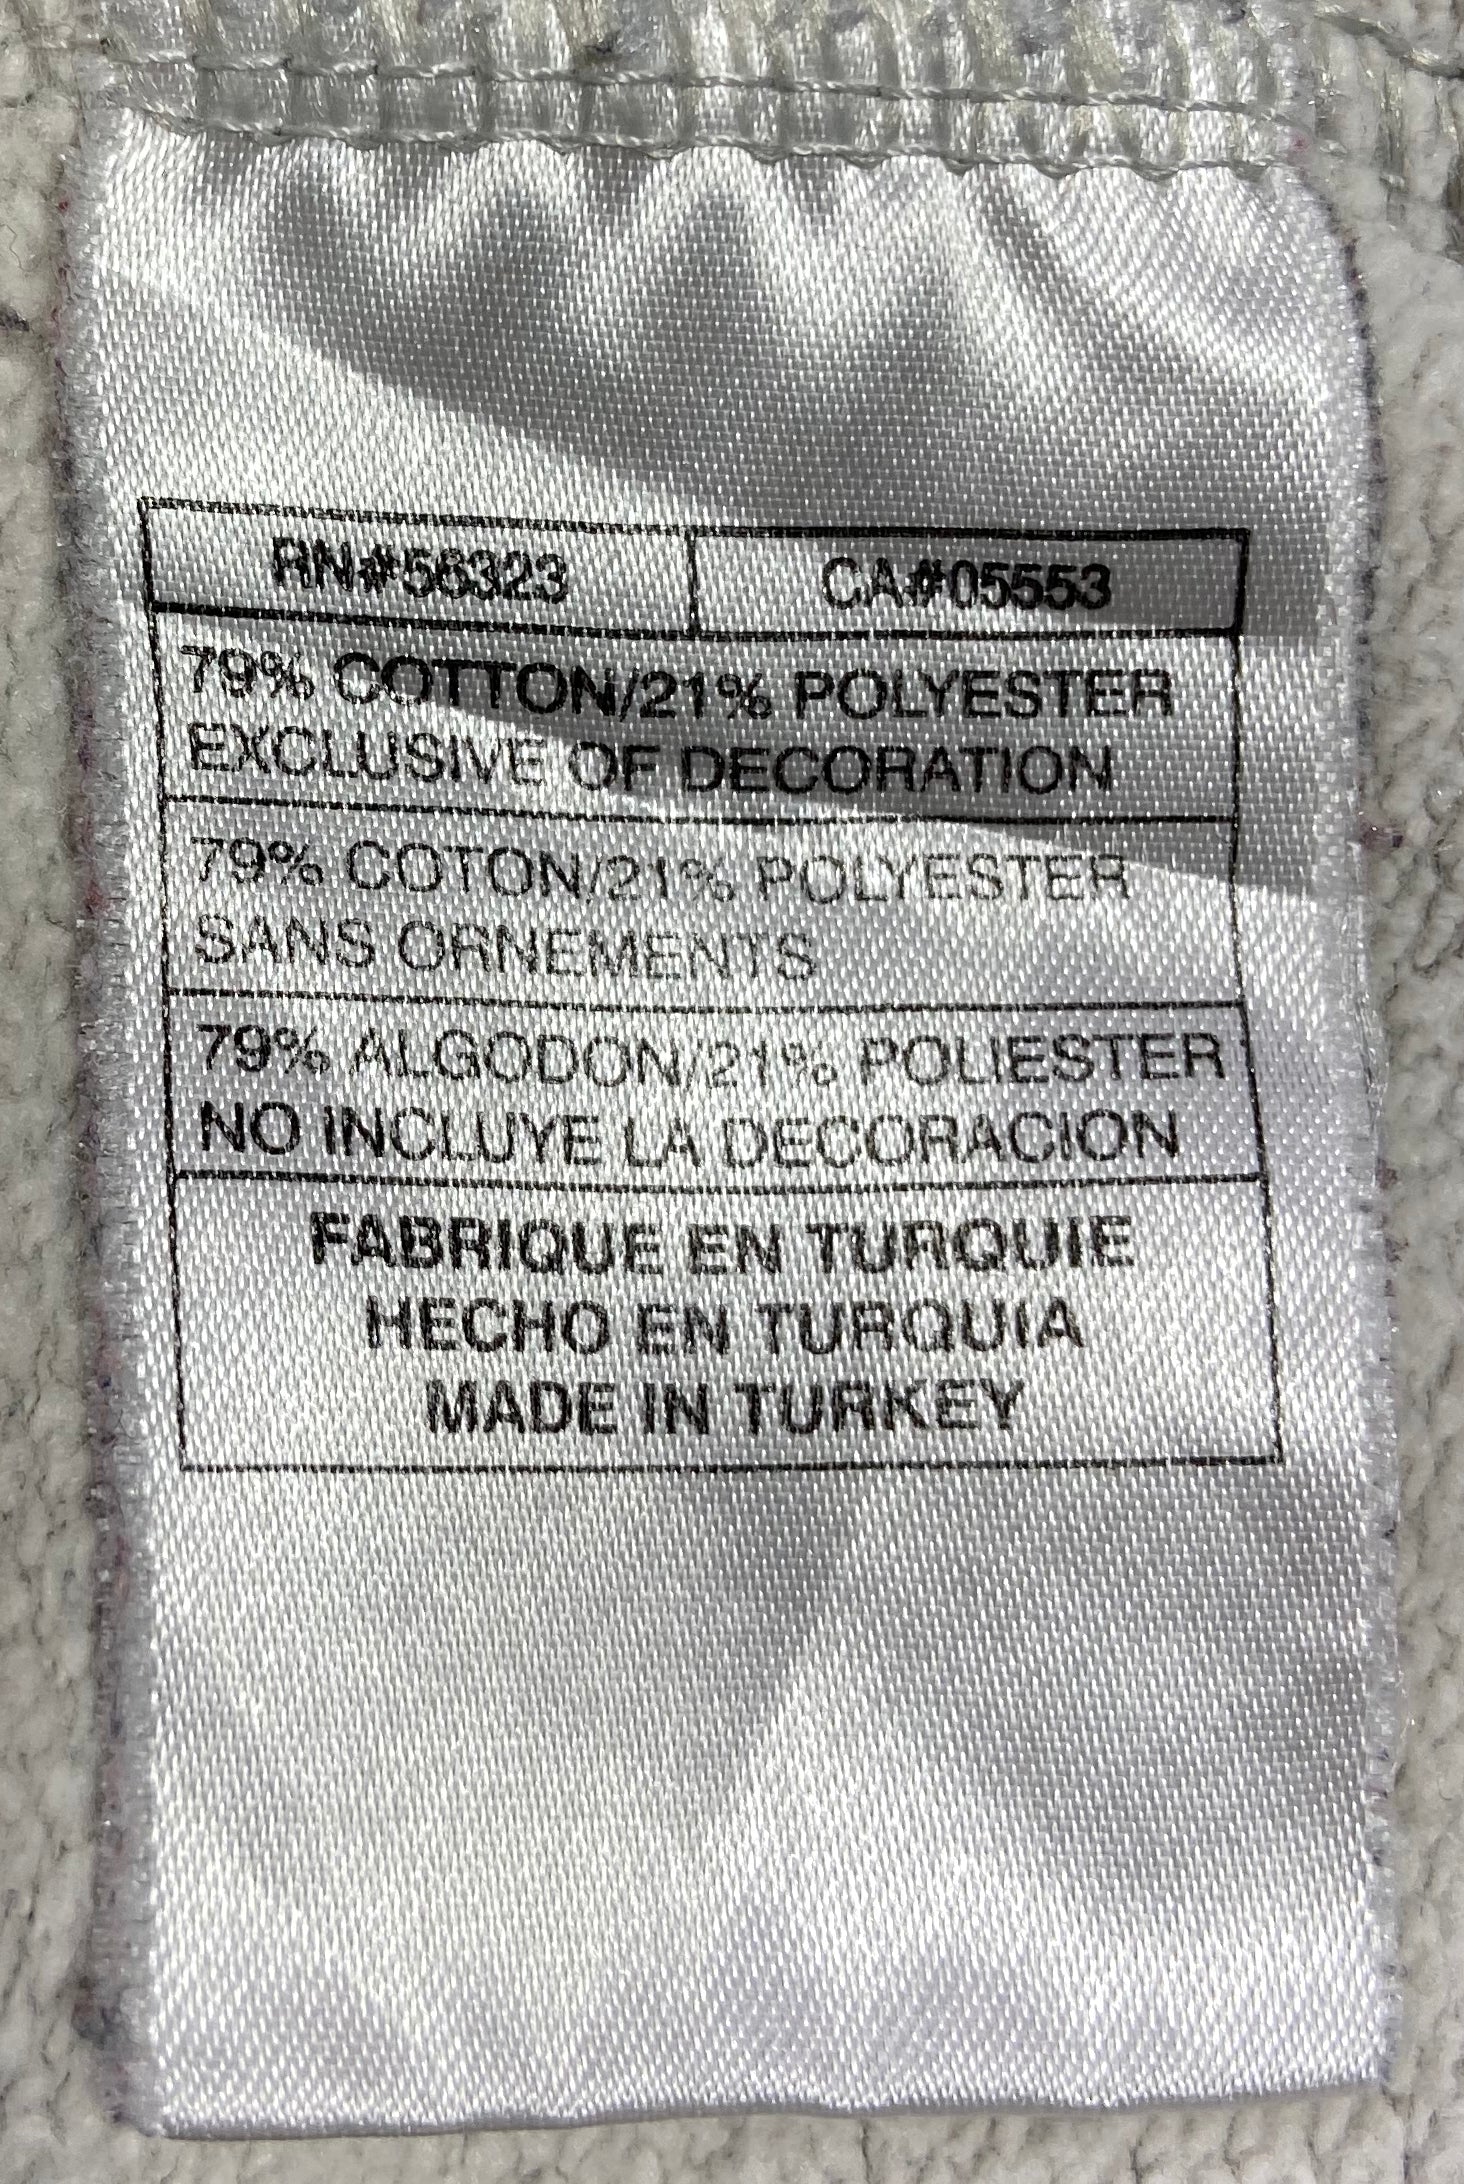 RN#56323 CA#05553
79% COTTON/21% POLYESTER
EXCLUSIVE OF DECORATION
79% COTON/21% POLYESTER
SANS ORNEMENTS
79% ALGODON/21% POLIESTER
NO INCLUYE LA DECORACION
FABRIQUE EN TURQUIE
HECHO EN TURQUIA
MADE IN TURKEY